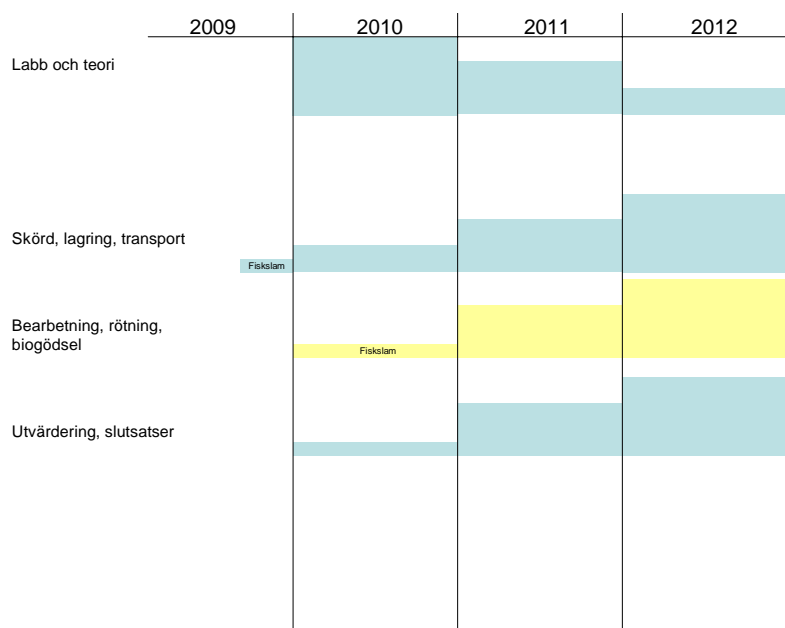 2009 2010 2011 2012
Labb och teori
Skörd, lagring, transport
Fiskslam
Bearbetning, rötning,
biogödsel
Fiskslam
Utvärdering, slutsatser